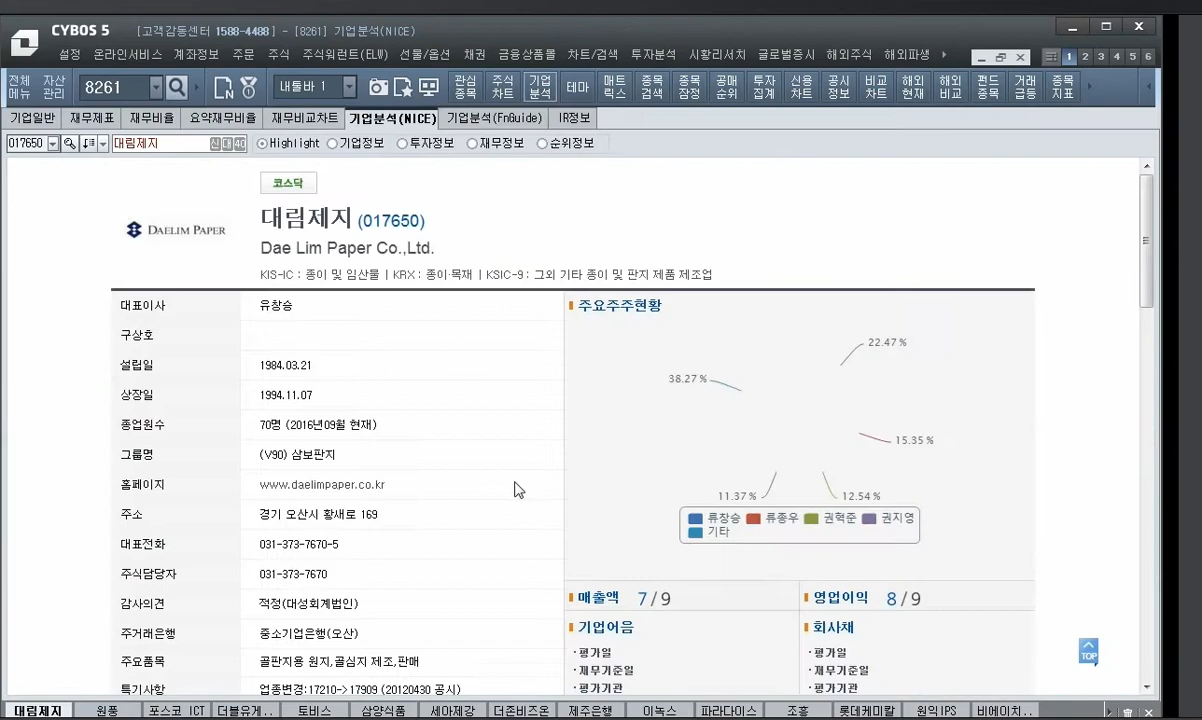 CYBOS 5 [고객감동센터 1588-4488] - [8261] 기업분석(NICE)
설정 온라인서비스 계좌정보 주문 주식 주식워런트(ELW) 선물/옵션 채권 금융상품몰 차트/검색 투자분석 시황리서치 글로벌증시 해외주식 해외파생 1 2 3 4 5 6
전체메뉴 자산관리 8261 내툴바 1 관심종목 주식차트 기업분석 테마 매트릭스 종목검색 종목잠정 공매순위 투자집계 신용차트 공시정보 비교차트 해외현재 해외비교 펀드종목 거래급등 종목지표
기업일반 재무제표 재무비율 요약재무비율 재무비교차트 기업분석(NICE) 기업분석(FnGuide) IR정보
017650 대림제지 신 대 40 Highlight 기업정보 투자정보 재무정보 순위정보
코스닥
DAELIM PAPER
대림제지 (017650)
Dae Lim Paper Co.,Ltd.
KIS-IC : 종이 및 임산물 | KRX : 종이·목재 | KSIC-9 : 그외 기타 종이 및 판지 제품 제조업
대표이사 유창승
구상호
설립일 1984.03.21
상장일 1994.11.07
종업원수 70명 (2016년09월 현재)
그룹명 (V90) 삼보판지
홈페이지 www.daelimpaper.co.kr
주소 경기 오산시 황새로 169
대표전화 031-373-7670-5
주식담당자 031-373-7670
감사의견 적정(대성회계법인)
주거래은행 중소기업은행(오산)
주요품목 골판지용 원지,골심지 제조,판매
특기사항 업종변경:17210->17909 (20120430 공시)
주요주주현황
22.47 %
38.27 %
15.35 %
11.37 %
12.54 %
류창승 류종우 권혁준 권지영
기타
매출액 7/9
영업이익 8/9
기업어음
·평가일
·재무기준일
·평가기관
회사채
·평가일
·재무기준일
·평가기관
TOP
대림제지 원풍 포스코 ICT 더블유게.. 토비스 삼양식품 세아제강 더존비즈온 제주은행 이녹스 파라다이스 조흥 롯데케미칼 원익IPS 비에이치..